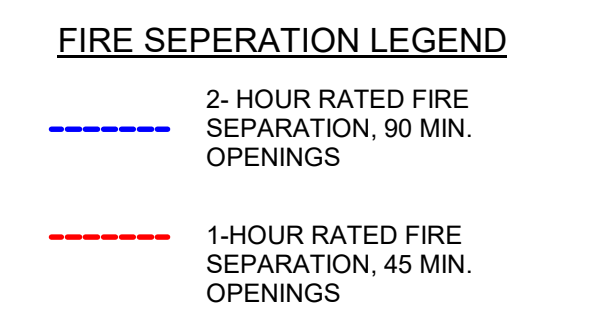 FIRE SEPERATION LEGEND
2- HOUR RATED FIRE
SEPARATION, 90 MIN.
OPENINGS
1-HOUR RATED FIRE
SEPARATION, 45 MIN.
OPENINGS